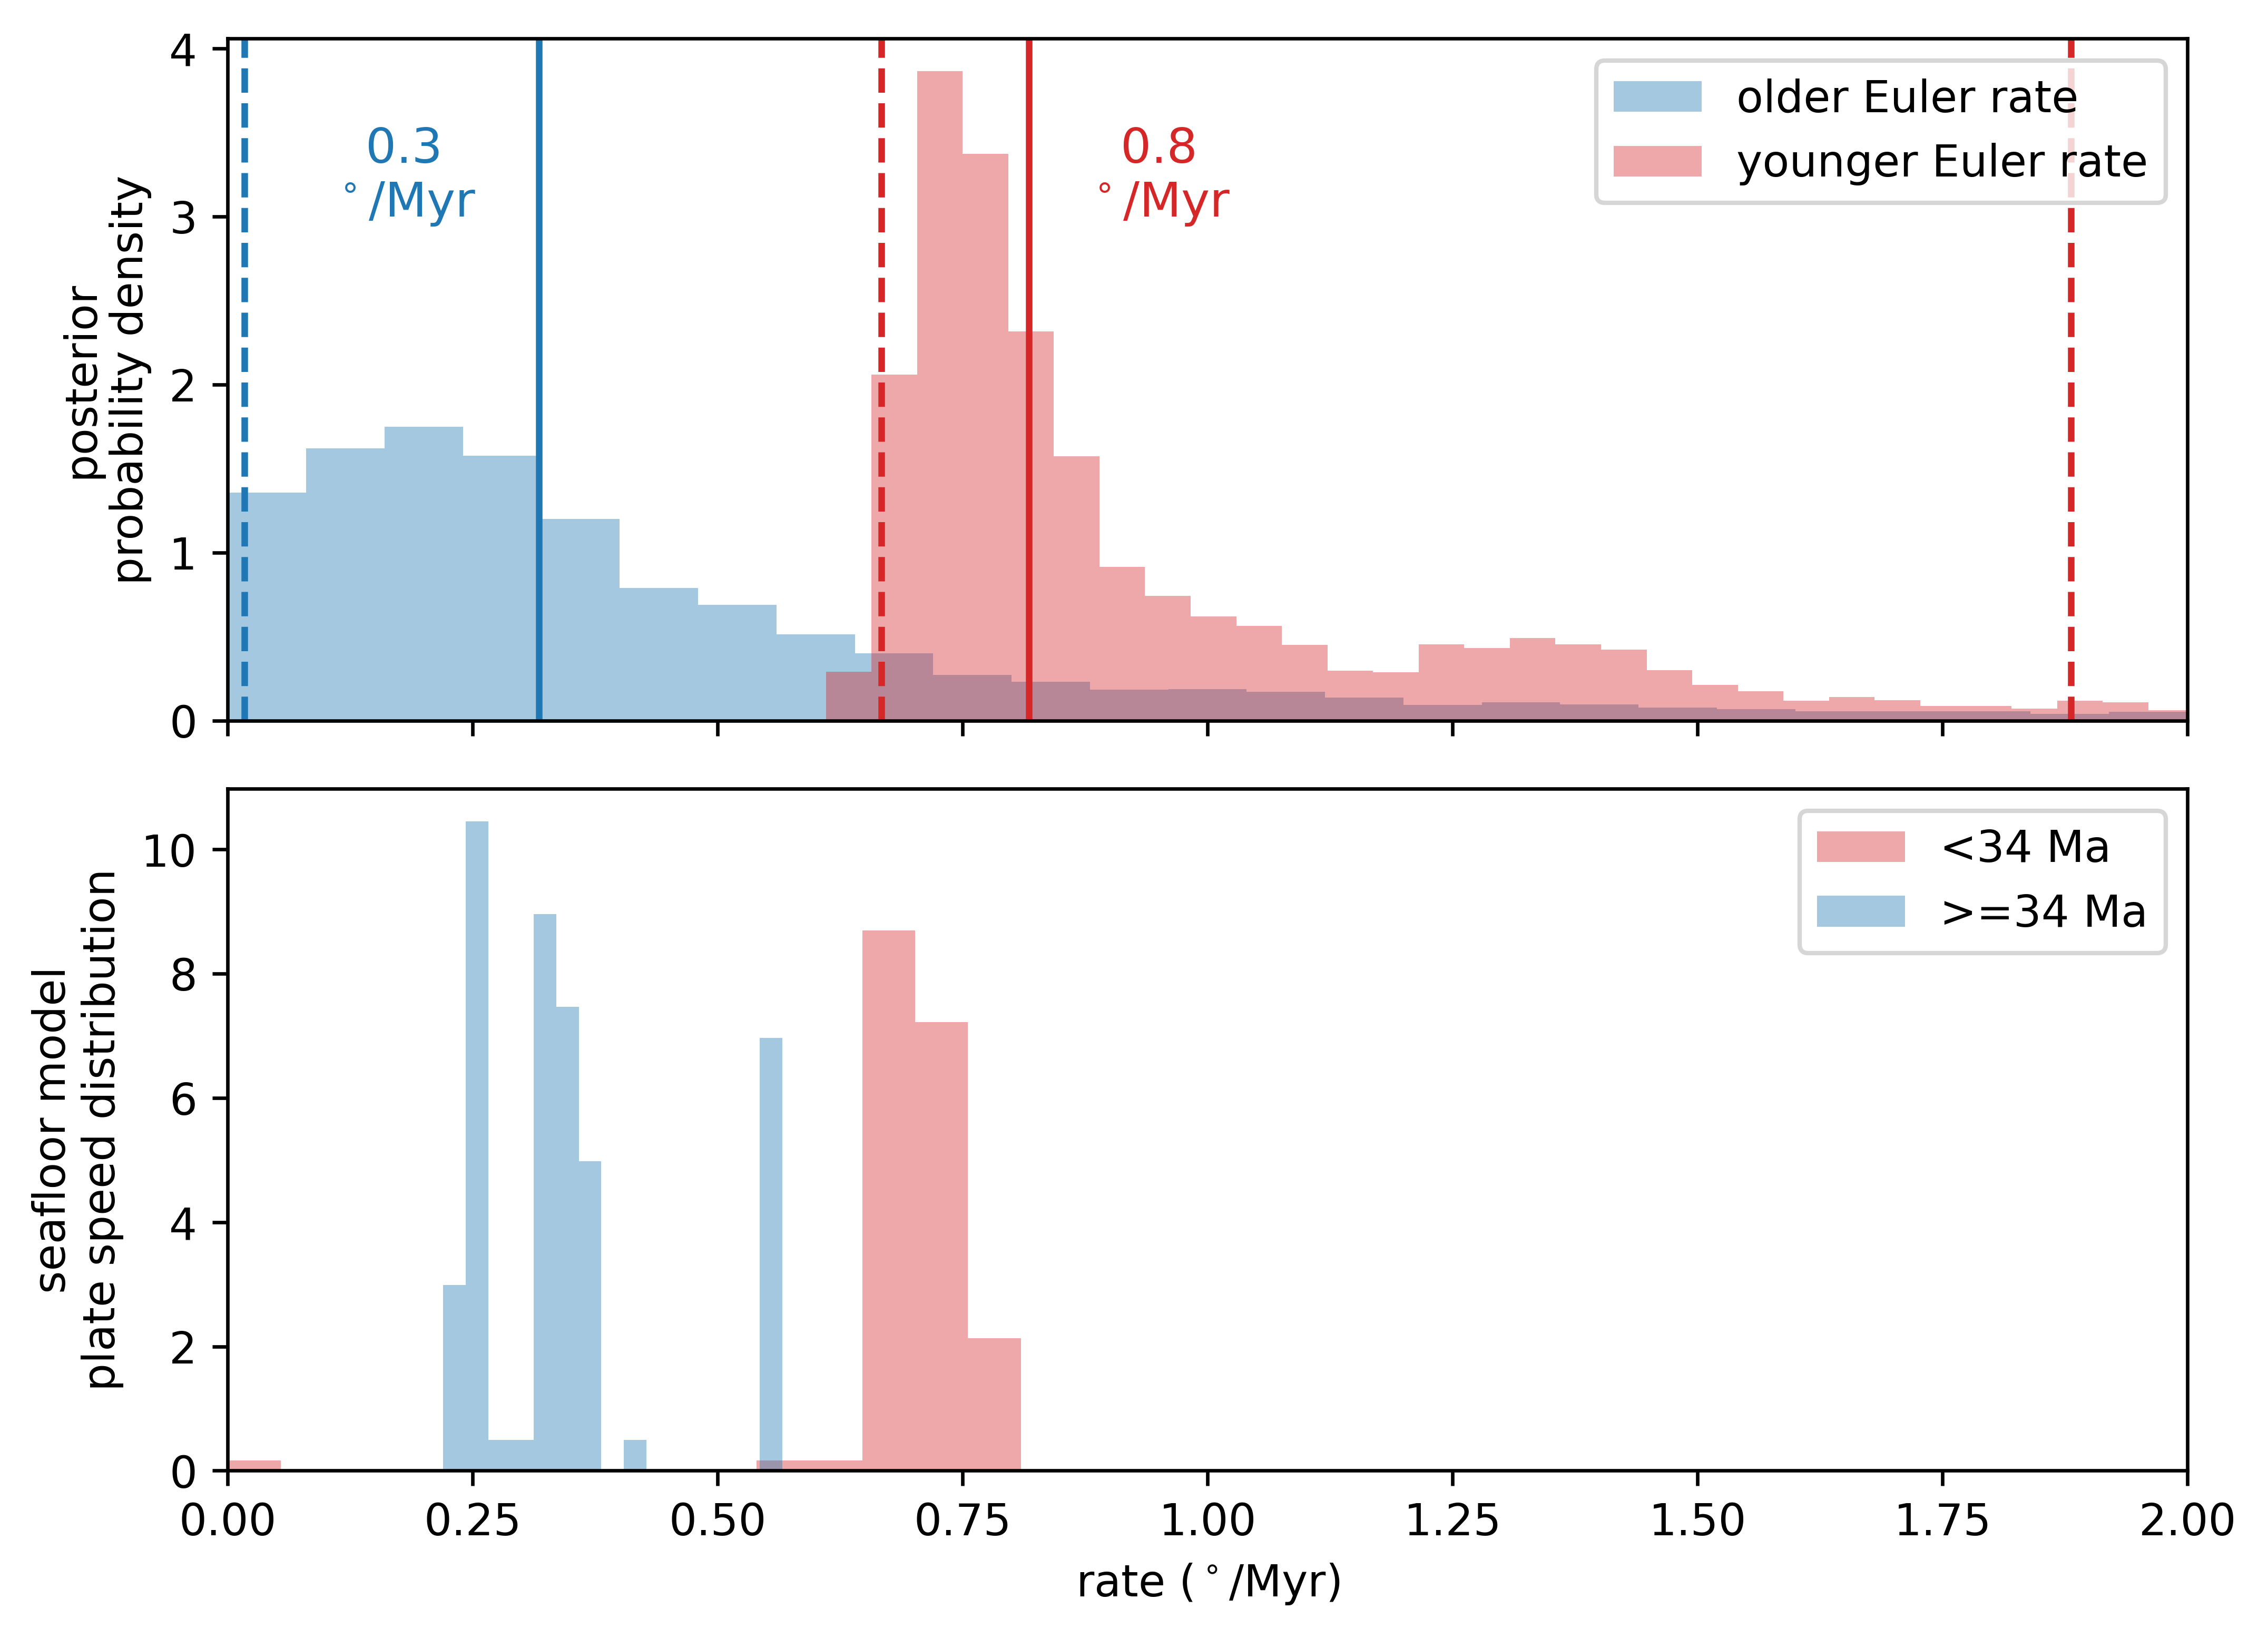 posterior
probability density
4
3
2
1
0
0.3
°/Myr
0.8
°/Myr
older Euler rate
younger Euler rate
seafloor model
plate speed distribution
10
8
6
4
2
0
<34 Ma
>=34 Ma
0.00 0.25 0.50 0.75 1.00 1.25 1.50 1.75 2.00
rate (°/Myr)